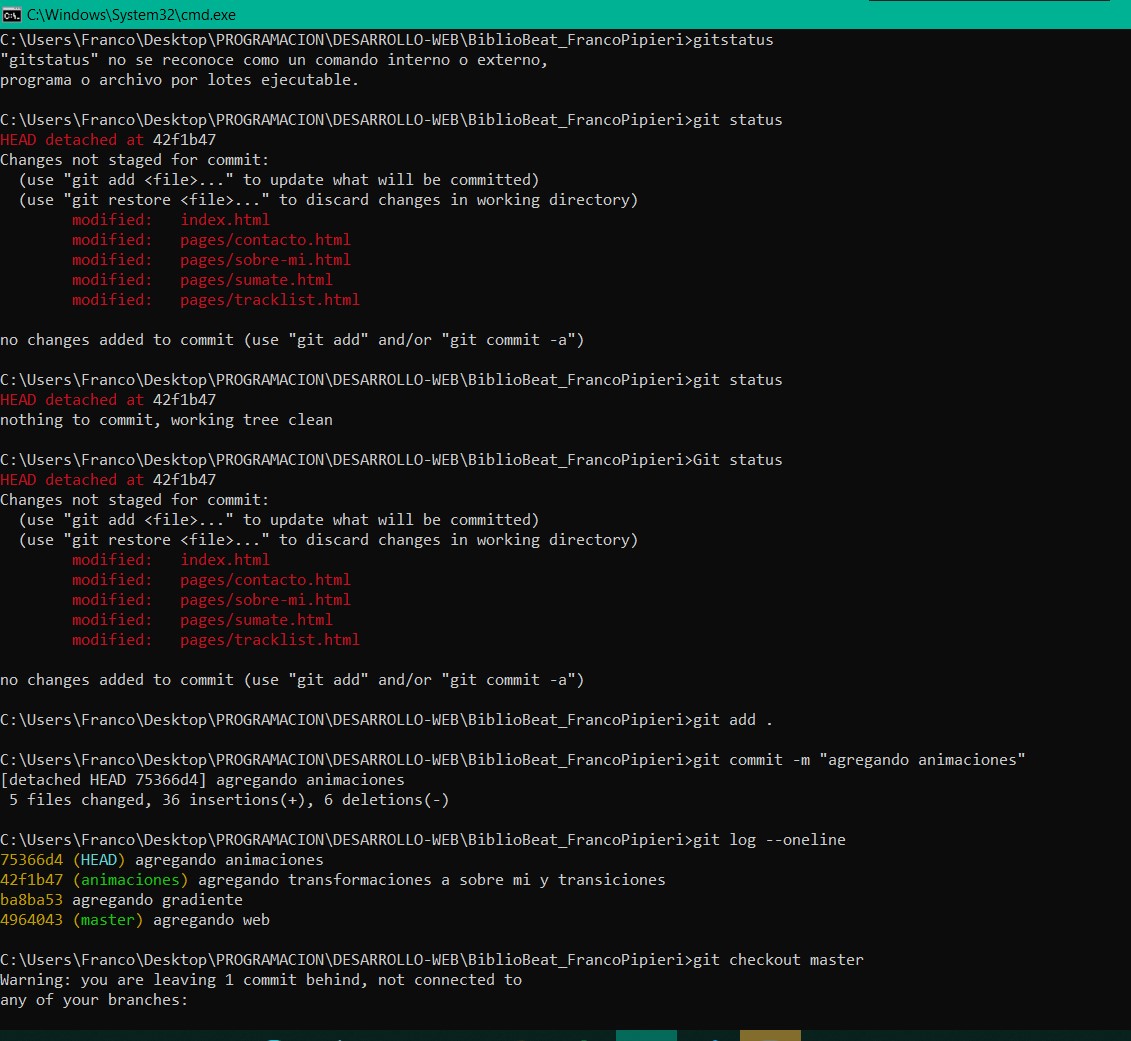 C:\Windows\System32\cmd.exe
C:\Users\Franco\Desktop\PROGRAMACION\DESARROLLO-WEB\BiblioBeat_FrancoPipieri>gitstatus
"gitstatus" no se reconoce como un comando interno o externo,
programa o archivo por lotes ejecutable.
C:\Users\Franco\Desktop\PROGRAMACION\DESARROLLO-WEB\BiblioBeat_FrancoPipieri>git status
HEAD detached at 42f1b47
Changes not staged for commit:
  (use "git add <file>..." to update what will be committed)
  (use "git restore <file>..." to discard changes in working directory)
        modified:   index.html
        modified:   pages/contacto.html
        modified:   pages/sobre-mi.html
        modified:   pages/sumate.html
        modified:   pages/tracklist.html
no changes added to commit (use "git add" and/or "git commit -a")
C:\Users\Franco\Desktop\PROGRAMACION\DESARROLLO-WEB\BiblioBeat_FrancoPipieri>git status
HEAD detached at 42f1b47
nothing to commit, working tree clean
C:\Users\Franco\Desktop\PROGRAMACION\DESARROLLO-WEB\BiblioBeat_FrancoPipieri>Git status
HEAD detached at 42f1b47
Changes not staged for commit:
  (use "git add <file>..." to update what will be committed)
  (use "git restore <file>..." to discard changes in working directory)
        modified:   index.html
        modified:   pages/contacto.html
        modified:   pages/sobre-mi.html
        modified:   pages/sumate.html
        modified:   pages/tracklist.html
no changes added to commit (use "git add" and/or "git commit -a")
C:\Users\Franco\Desktop\PROGRAMACION\DESARROLLO-WEB\BiblioBeat_FrancoPipieri>git add .
C:\Users\Franco\Desktop\PROGRAMACION\DESARROLLO-WEB\BiblioBeat_FrancoPipieri>git commit -m "agregando animaciones"
[detached HEAD 75366d4] agregando animaciones
 5 files changed, 36 insertions(+), 6 deletions(-)
C:\Users\Franco\Desktop\PROGRAMACION\DESARROLLO-WEB\BiblioBeat_FrancoPipieri>git log --oneline
75366d4 (HEAD) agregando animaciones
42f1b47 (animaciones) agregando transformaciones a sobre mi y transiciones
ba8ba53 agregando gradiente
4964043 (master) agregando web
C:\Users\Franco\Desktop\PROGRAMACION\DESARROLLO-WEB\BiblioBeat_FrancoPipieri>git checkout master
Warning: you are leaving 1 commit behind, not connected to
any of your branches: